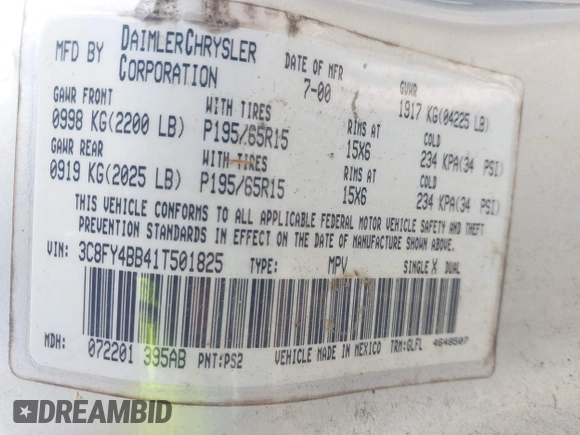 MFD BY DAIMLERCHRYSLER CORPORATION
DATE OF MFR 7-00
GVWR 1917 KG(04225 LB)
GAWR FRONT WITH TIRES RIMS AT COLD
0998 KG(2200 LB) P195/65R15 15X6 234 KPA(34 PSI)
GAWR REAR WITH TIRES RIMS AT COLD
0919 KG(2025 LB) P195/65R15 15X6 234 KPA(34 PSI)
THIS VEHICLE CONFORMS TO ALL APPLICABLE FEDERAL MOTOR VEHICLE SAFETY AND THEFT
PREVENTION STANDARDS IN EFFECT ON THE DATE OF MANUFACTURE SHOWN ABOVE.
VIN: 3C8FY4BB41T501825 TYPE: MPV SINGLE X DUAL
MDH: 072201 395AB PNT:PS2 VEHICLE MADE IN MEXICO TRM:GLFL 4648507
DREAMBID